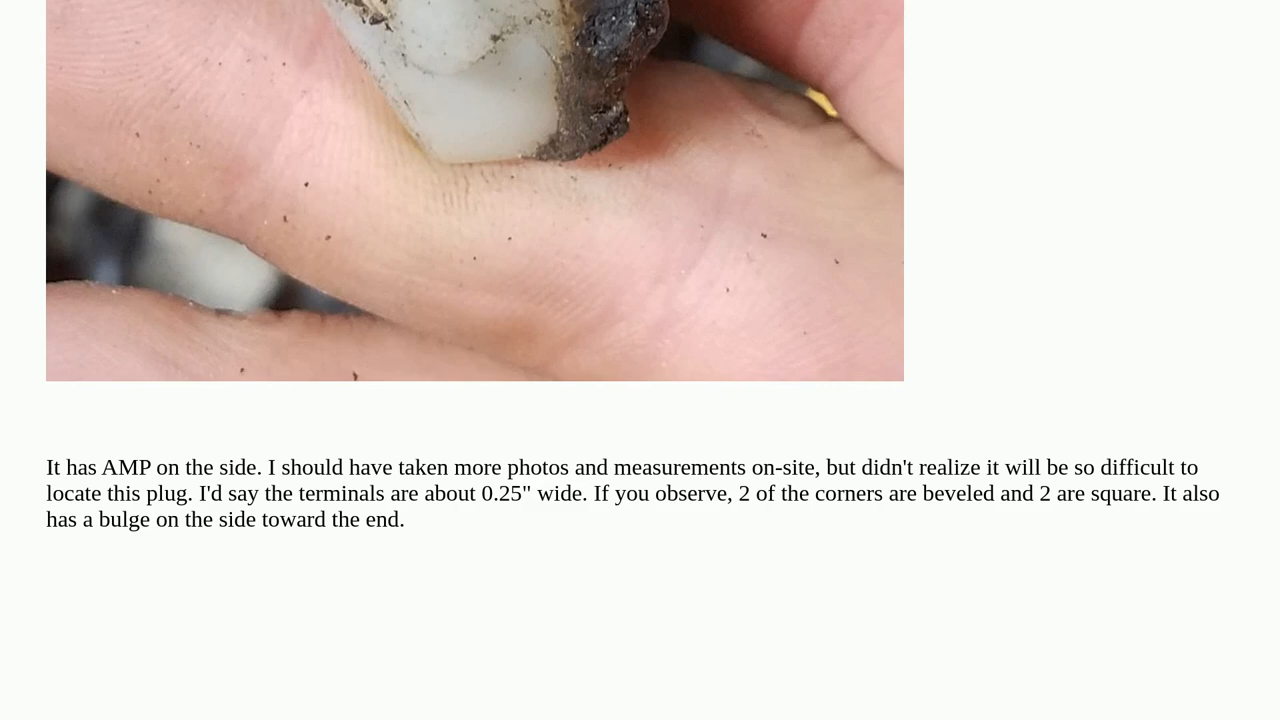 It has AMP on the side. I should have taken more photos and measurements on-site, but didn't realize it will be so difficult to
locate this plug. I'd say the terminals are about 0.25" wide. If you observe, 2 of the corners are beveled and 2 are square. It also
has a bulge on the side toward the end.